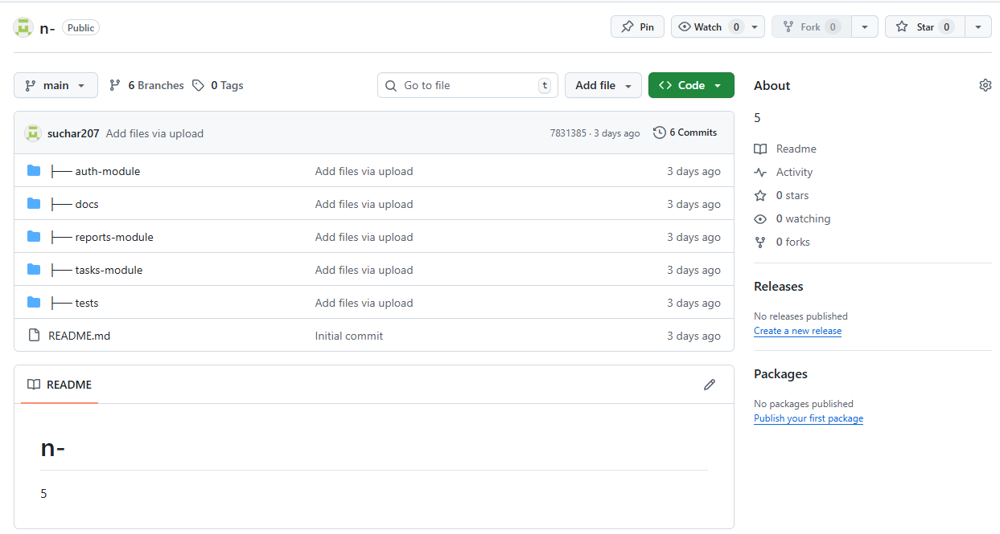 n- Public Pin Watch 0 Fork 0 Star 0
main 6 Branches 0 Tags Go to file t Add file <> Code
suchar207 Add files via upload 7831385 · 3 days ago 6 Commits
├── auth-module Add files via upload 3 days ago
├── docs Add files via upload 3 days ago
├── reports-module Add files via upload 3 days ago
├── tasks-module Add files via upload 3 days ago
├── tests Add files via upload 3 days ago
README.md Initial commit 3 days ago
README
n-
5
About
5
Readme
Activity
0 stars
0 watching
0 forks
Releases
No releases published
Create a new release
Packages
No packages published
Publish your first package